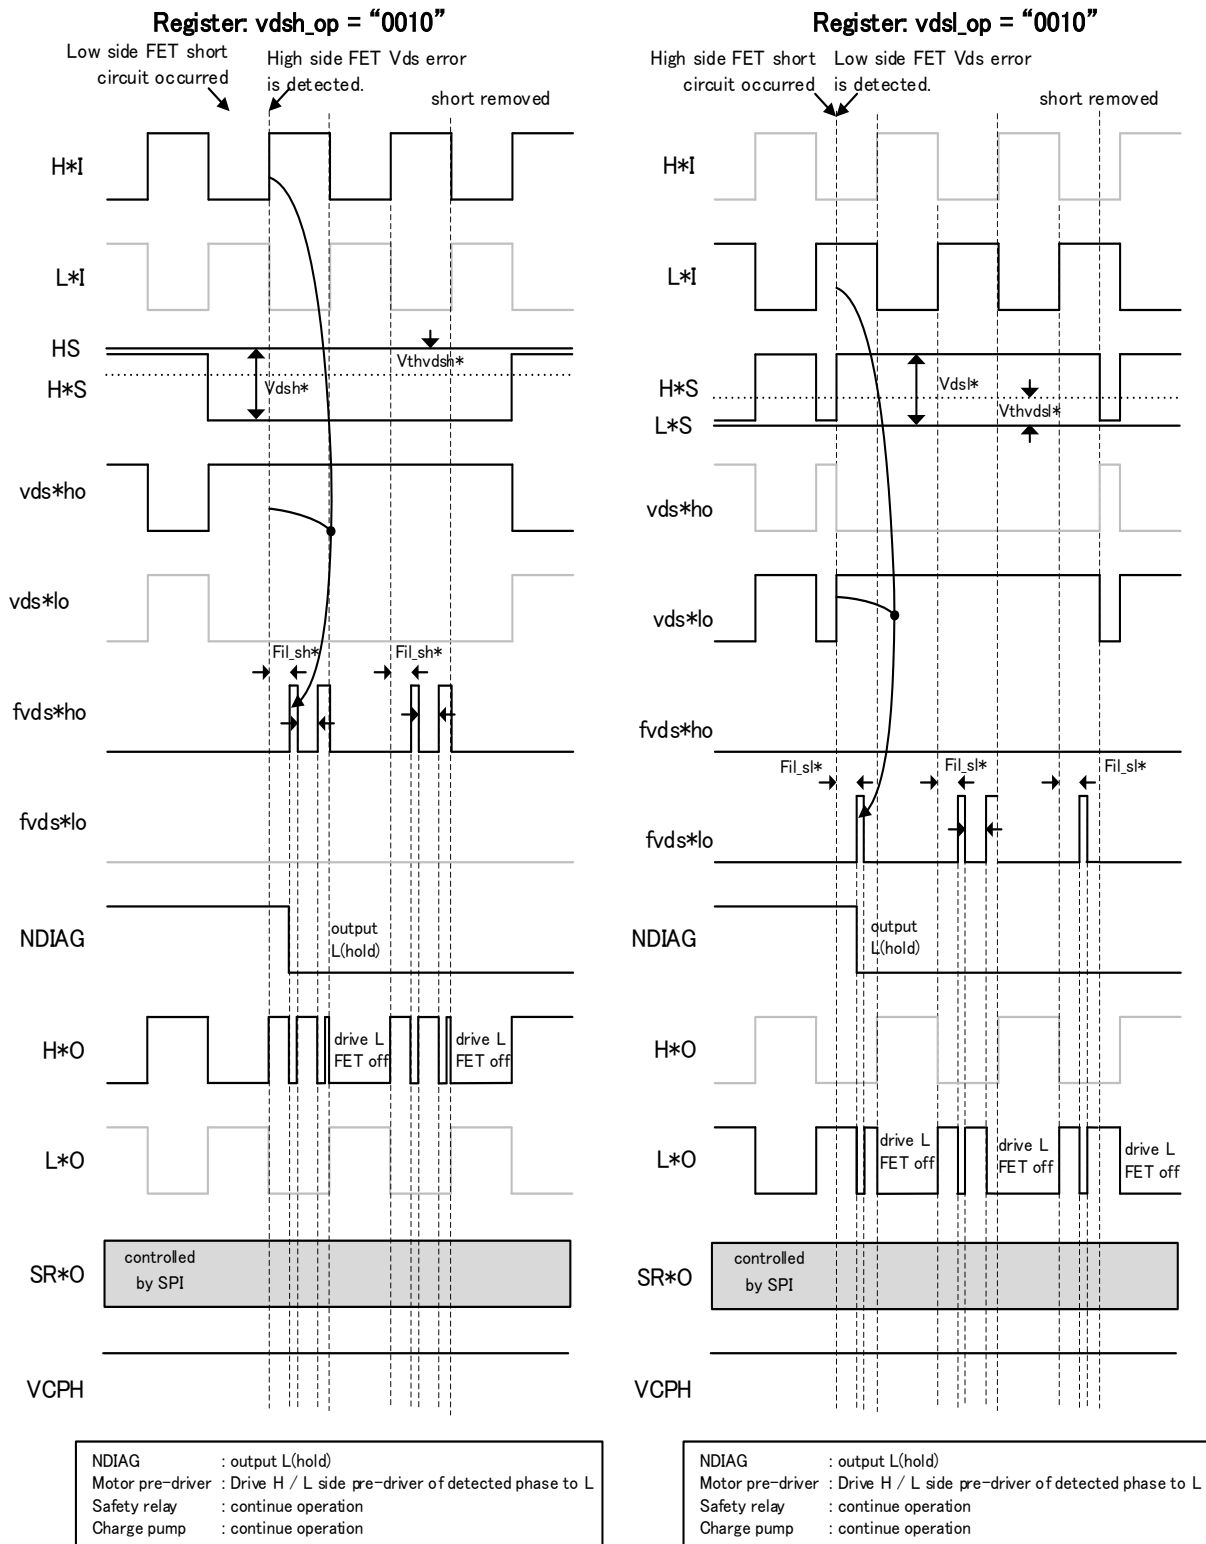 Register: vdsh_op = “0010”
Low side FET short
circuit occurred
High side FET Vds error
is detected.
short removed
H*I
L*I
HS
Vthvdsh*
H*S
Vdsh*
vds*ho
vds*lo
Fil_sh*
Fil_sh*
fvds*ho
fvds*lo
NDIAG
output
L(hold)
H*O
drive L
FET off
drive L
FET off
L*O
SR*O
controlled
by SPI
VCPH
NDIAG : output L(hold)
Motor pre-driver : Drive H / L side pre-driver of detected phase to L
Safety relay : continue operation
Charge pump : continue operation
Register: vdsl_op = “0010”
High side FET short
circuit occurred
Low side FET Vds error
is detected.
short removed
H*I
L*I
H*S
Vdsl*
Vthvdsl*
L*S
vds*ho
vds*lo
fvds*ho
Fil_sl*
Fil_sl*
Fil_sl*
fvds*lo
NDIAG
output
L(hold)
H*O
L*O
drive L
FET off
drive L
FET off
drive L
FET off
SR*O
controlled
by SPI
VCPH
NDIAG : output L(hold)
Motor pre-driver : Drive H / L side pre-driver of detected phase to L
Safety relay : continue operation
Charge pump : continue operation